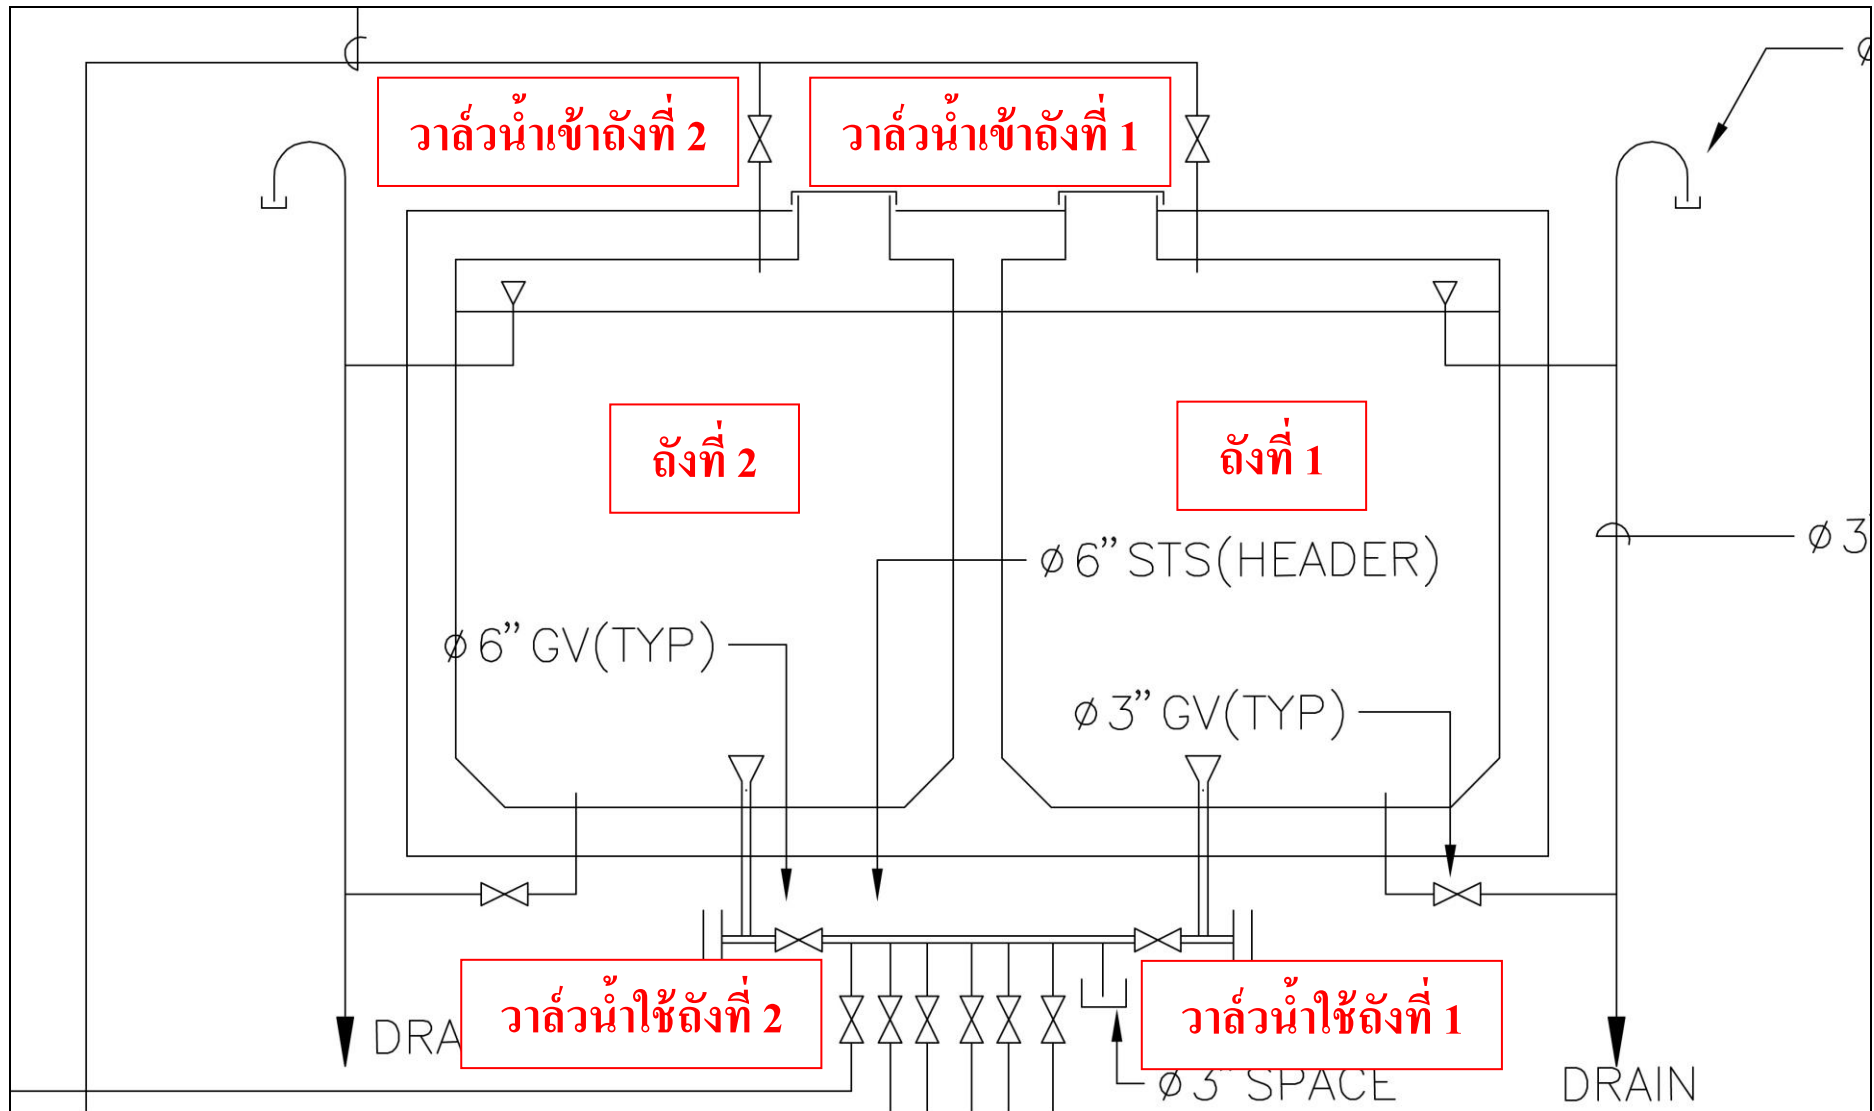 วาล์วน้ำเข้าถังที่ 2
วาล์วน้ำเข้าถังที่ 1
ถังที่ 2
ถังที่ 1
ø 3
ø 6” STS(HEADER)
ø 6” GV(TYP)
ø 3” GV(TYP)
วาล์วน้ำใช้ถังที่ 2
วาล์วน้ำใช้ถังที่ 1
DRA
ø 3" SPACE
DRAIN